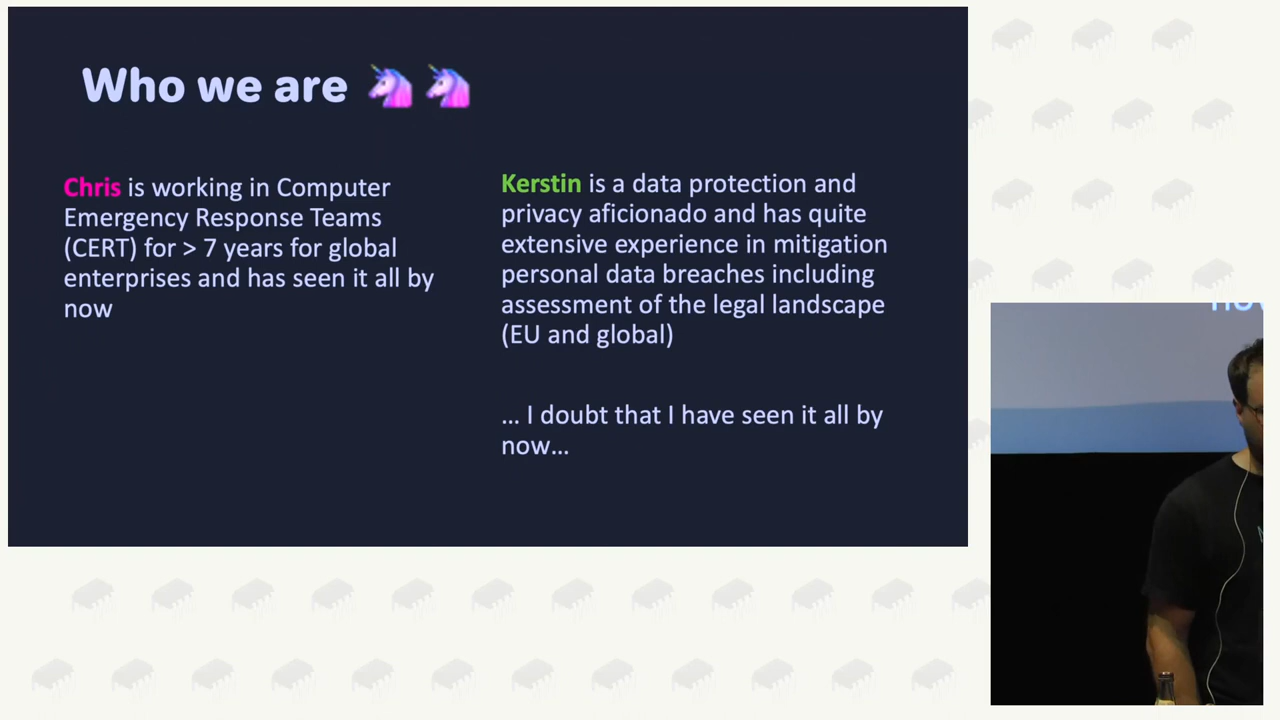 Who we are 🦄 🦄
Chris is working in Computer
Emergency Response Teams
(CERT) for > 7 years for global
enterprises and has seen it all by
now
Kerstin is a data protection and
privacy aficionado and has quite
extensive experience in mitigation
personal data breaches including
assessment of the legal landscape
(EU and global)
... I doubt that I have seen it all by
now...